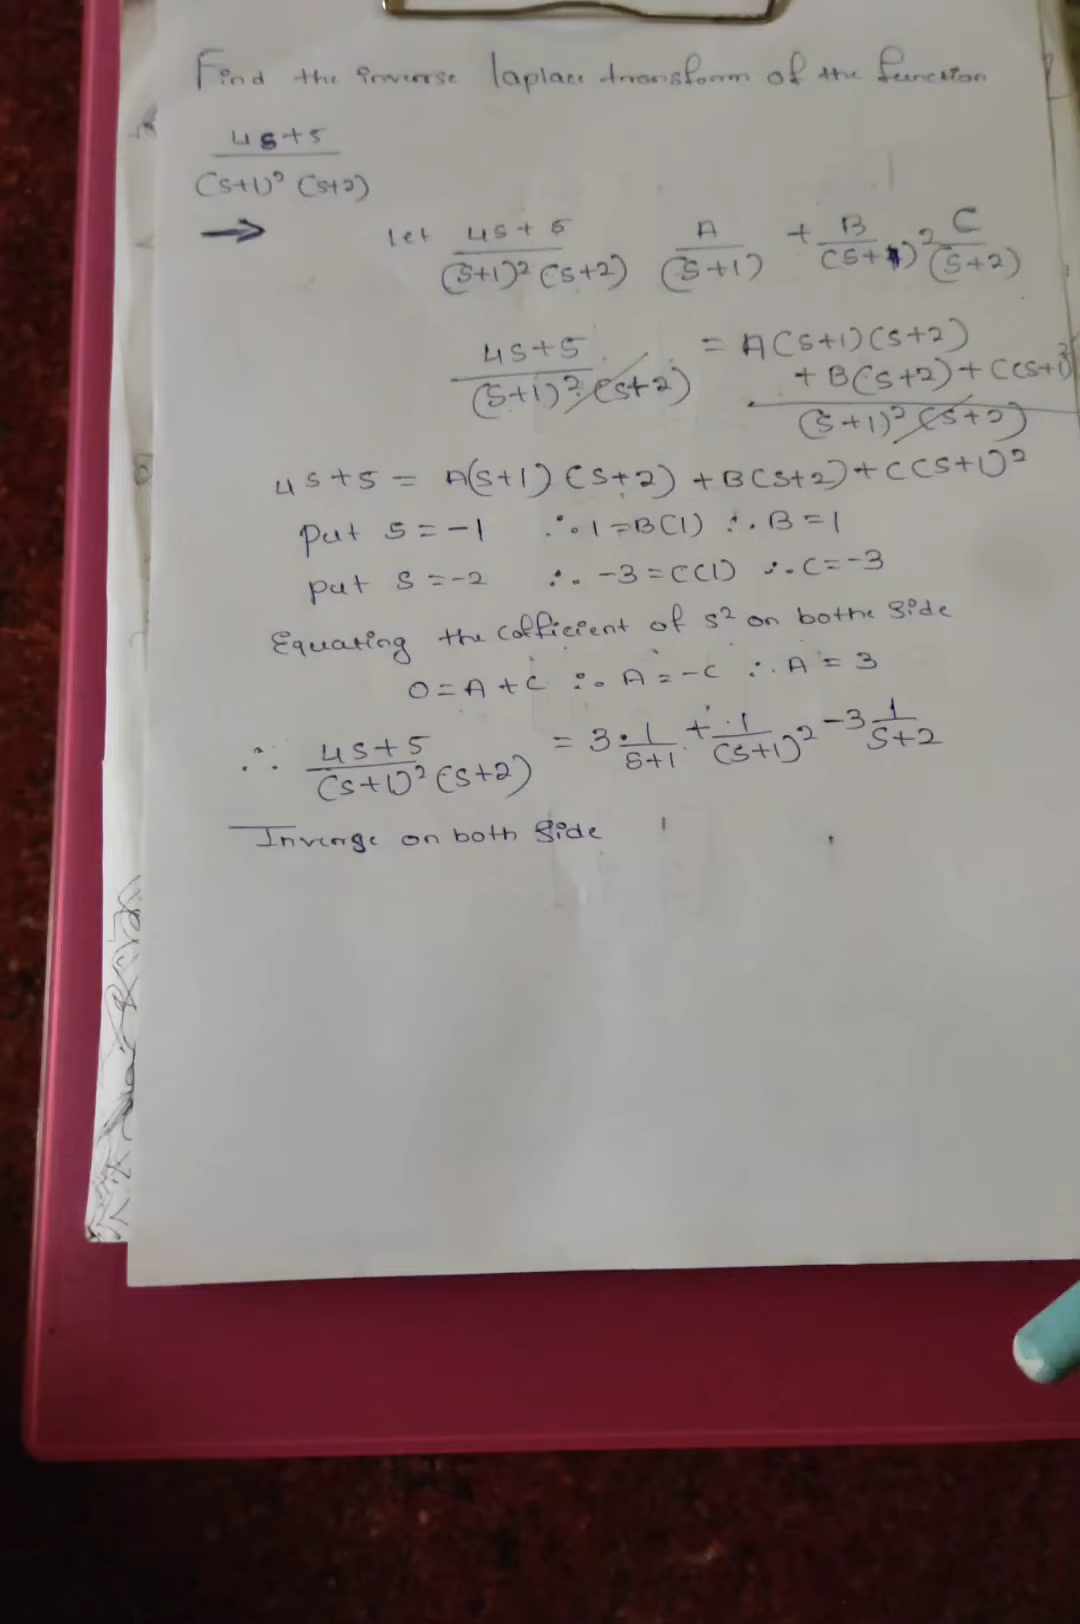 Find the inverse laplace transform of the function
4s+5
(s+1)² (s+2)
→ Let 4s+5 A + B C
(s+1)² (s+2) (s+1) (s+1)² (s+2)
4s+5 = A(s+1)(s+2)
+ B(s+2) + C(s+1)²
(s+1)² (s+2) (s+1)² (s+2)
4s+5 = A(s+1) (s+2) + B(s+2) + C(s+1)²
put s = -1 ∴ 1 = B(1) ∴ B = 1
put s = -2 ∴ -3 = C(1) ∴ C = -3
Equating the cofficient of s² on bothe side
0 = A + C ∴ A = -C ∴ A = 3
∴ 4s+5 = 3·1 + 1 -3 1
(s+1)² (s+2) s+1 (s+1)² s+2
Inverge on both side